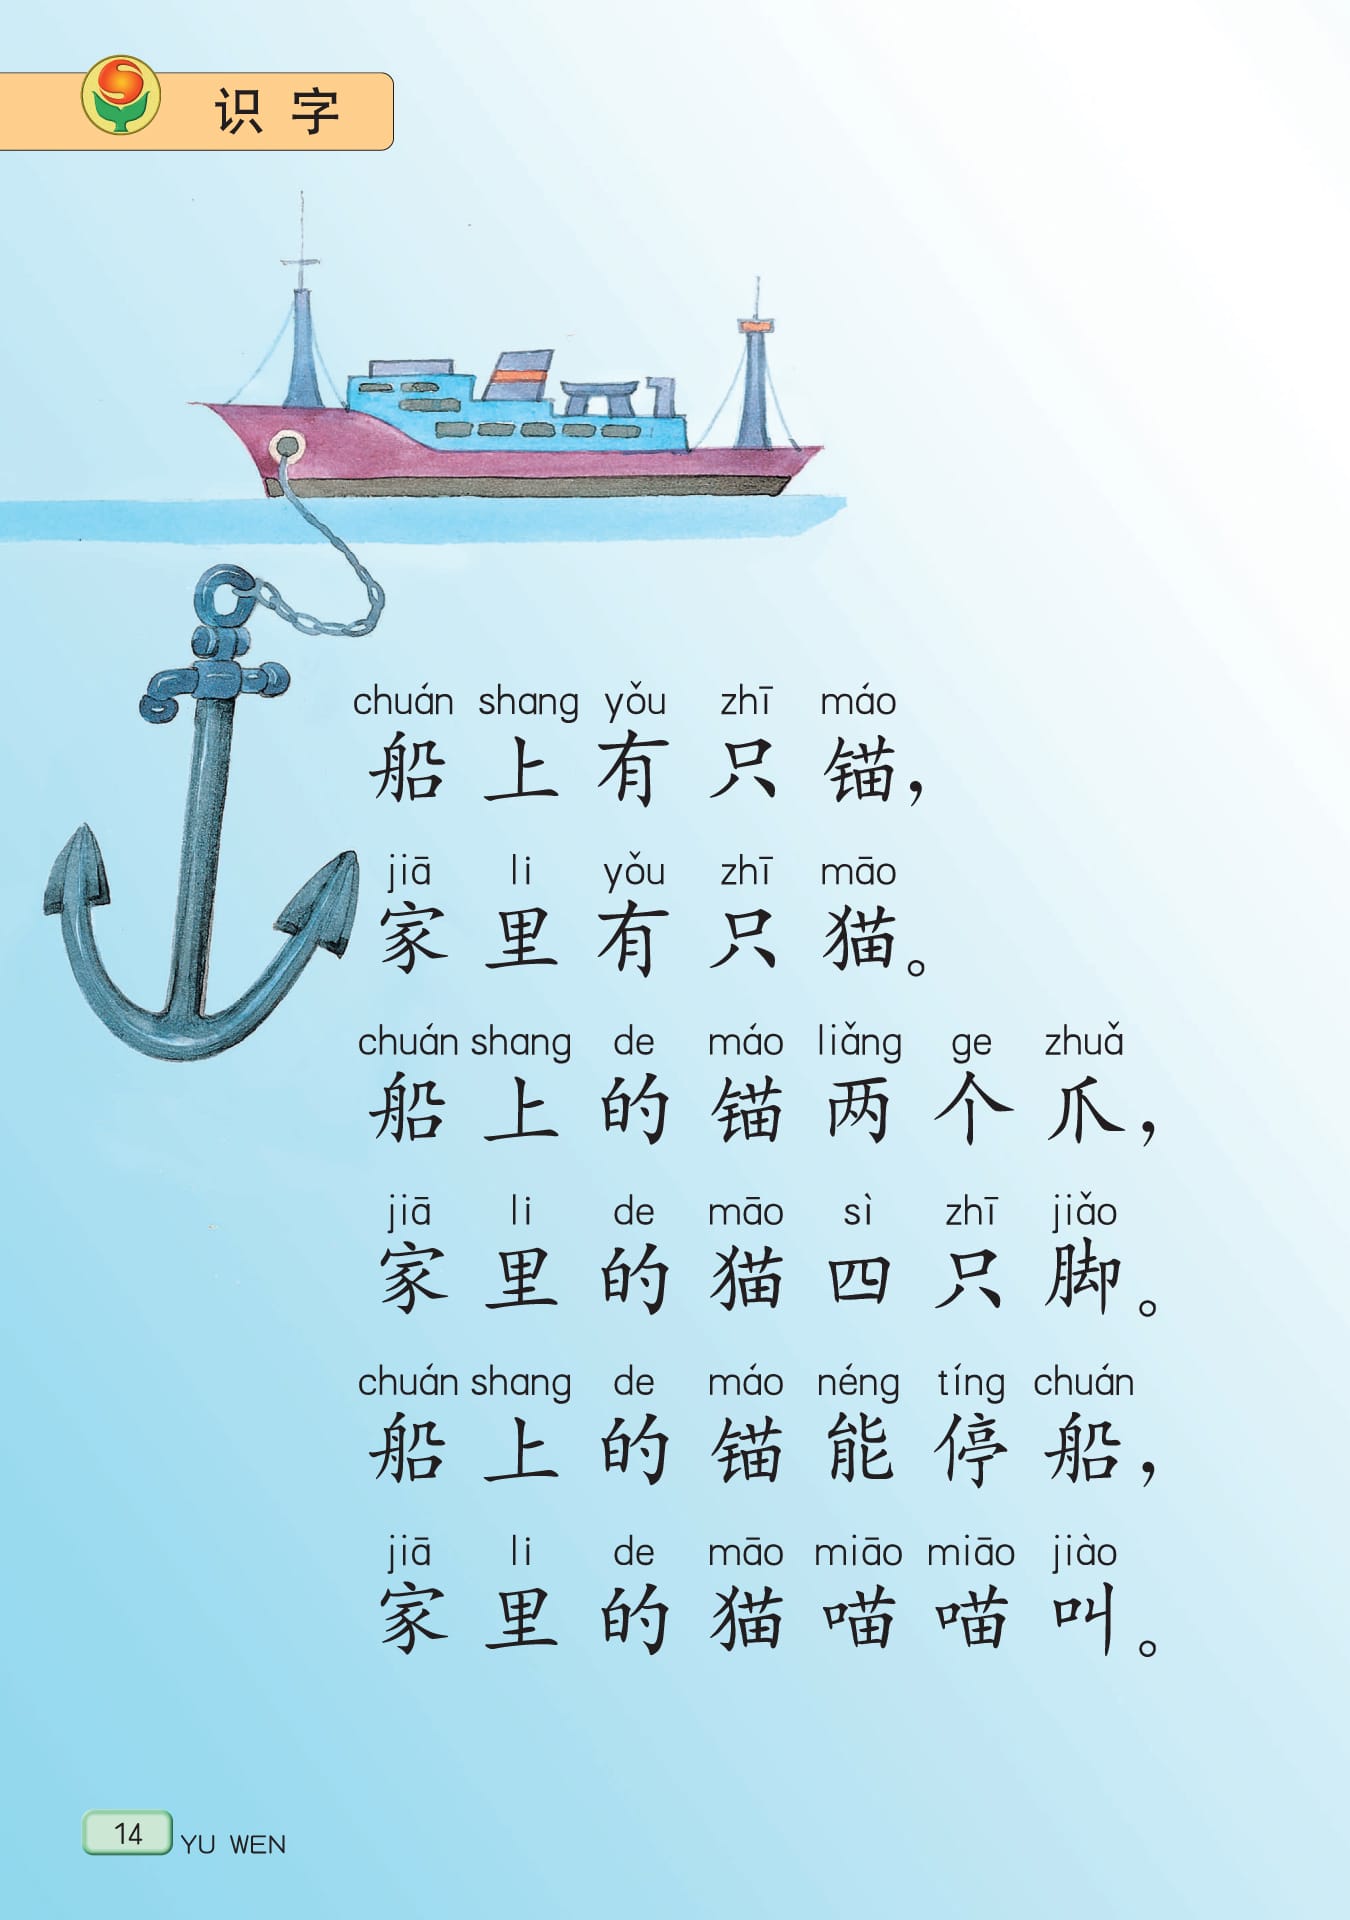 识字
chuán shang yǒu zhī máo
船上有只锚，
jiā li yǒu zhī māo
家里有只猫。
chuán shang de máo liǎng ge zhuǎ
船上的锚两个爪，
jiā li de māo sì zhī jiǎo
家里的猫四只脚。
chuán shang de máo néng tíng chuán
船上的锚能停船，
jiā li de māo miāo miāo jiào
家里的猫喵喵叫。
14 YU WEN